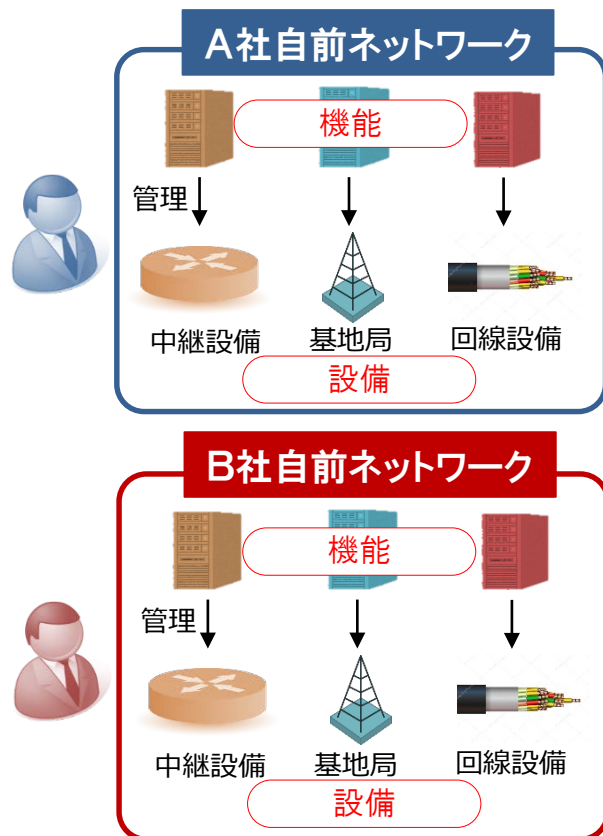 A社自前ネットワーク
機能
管理
中継設備
基地局
回線設備
設備
B社自前ネットワーク
機能
管理
中継設備
基地局
回線設備
設備